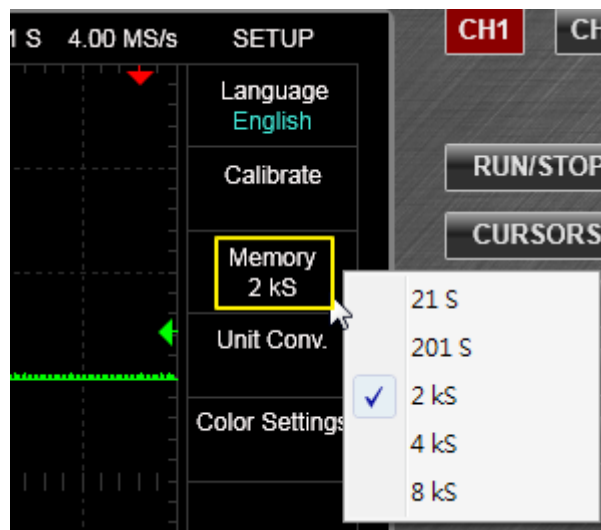 1 S 4.00 MS/s
SETUP
CH1
CH
Language
English
Calibrate
RUN/STOP
CURSORS
Memory
2 kS
21 S
201 S
2 kS
4 kS
8 kS
Unit Conv.
Color Settings